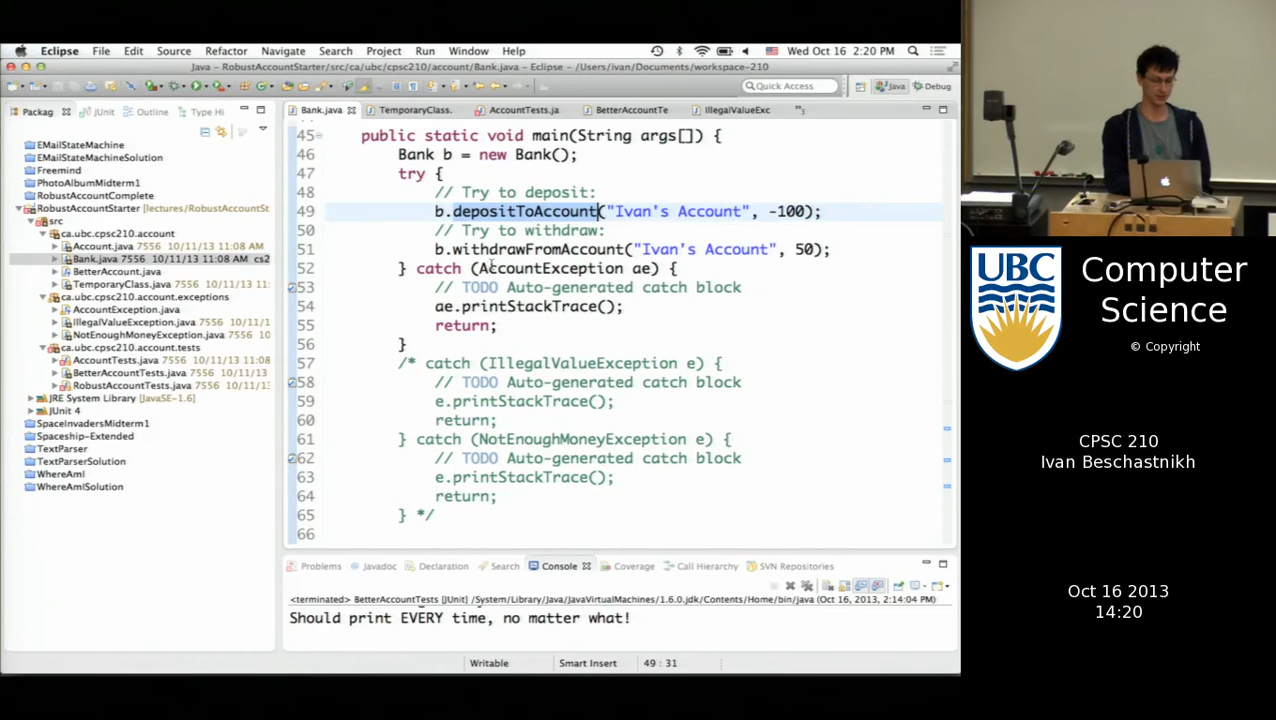 Eclipse File Edit Source Refactor Navigate Search Project Run Window Help Wed Oct 16 2:20 PM
Java - RobustAccountStarter/src/ca/ubc/cpsc210/account/Bank.java - Eclipse - /Users/ivan/Documents/workspace-210
Quick Access Java Debug
Packag JUnit Outline Type Hi
Bank.java TemporaryClass. AccountTests.ja BetterAccountTe IllegalValueExc
EMailStateMachine
EMailStateMachineSolution
Freemind
PhotoAlbumMidterm1
RobustAccountComplete
RobustAccountStarter [lectures/RobustAccountSt
src
ca.ubc.cpsc210.account
Account.java 7556 10/11/13 11:08 AM
Bank.java 7556 10/11/13 11:08 AM cs2
BetterAccount.java
TemporaryClass.java 7556 10/11/13 11:
ca.ubc.cpsc210.account.exceptions
AccountException.java
IllegalValueException.java 7556 10/11/1
NotEnoughMoneyException.java 7556
ca.ubc.cpsc210.account.tests
AccountTests.java 7556 10/11/13 11:08
BetterAccountTests.java 7556 10/11/13
RobustAccountTests.java 7556 10/11/13
JRE System Library [JavaSE-1.6]
JUnit 4
SpaceInvadersMidterm1
Spaceship-Extended
TextParser
TextParserSolution
WhereAmI
WhereAmISolution
45 public static void main(String args[]) {
46 Bank b = new Bank();
47 try {
48 // Try to deposit:
49 b.depositToAccount("Ivan's Account", -100);
50 // Try to withdraw:
51 b.withdrawFromAccount("Ivan's Account", 50);
52 } catch (AccountException ae) {
53 // TODO Auto-generated catch block
54 ae.printStackTrace();
55 return;
56 }
57 /* catch (IllegalValueException e) {
58 // TODO Auto-generated catch block
59 e.printStackTrace();
60 return;
61 } catch (NotEnoughMoneyException e) {
62 // TODO Auto-generated catch block
63 e.printStackTrace();
64 return;
65 } */
66
Problems Javadoc Declaration Search Console Coverage Call Hierarchy SVN Repositories
<terminated> BetterAccountTests [JUnit] /System/Library/Java/JavaVirtualMachines/1.6.0.jdk/Contents/Home/bin/java (Oct 16, 2013, 2:14:04 PM)
Should print EVERY time, no matter what!
Writable Smart Insert 49 : 31
UBC
Computer
Science
© Copyright
CPSC 210
Ivan Beschastnikh
Oct 16 2013
14:20